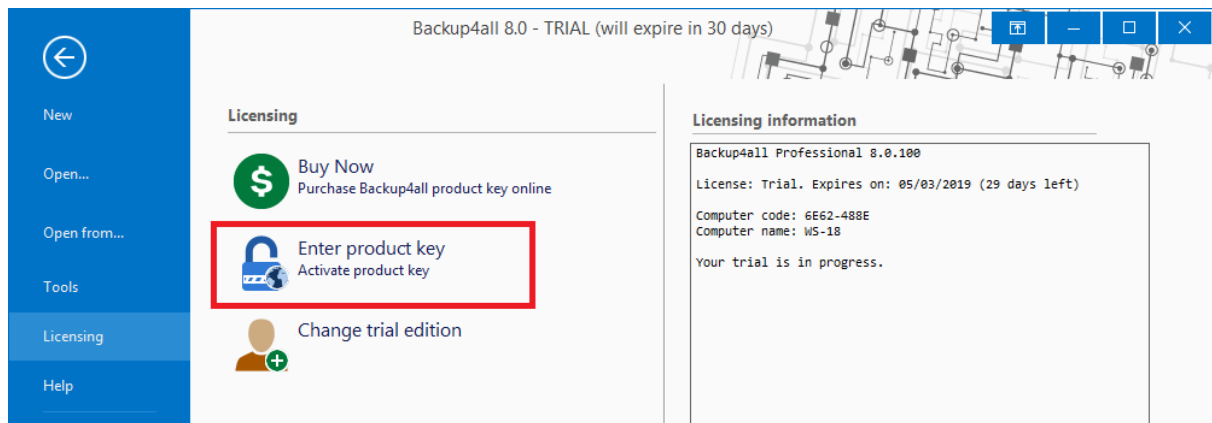 Backup4all 8.0 - TRIAL (will expire in 30 days)
New
Open...
Open from...
Tools
Licensing
Help
Licensing
Buy Now
Purchase Backup4all product key online
Enter product key
Activate product key
Change trial edition
Licensing information
Backup4all Professional 8.0.100
License: Trial. Expires on: 05/03/2019 (29 days left)
Computer code: 6E62-488E
Computer name: WS-18
Your trial is in progress.